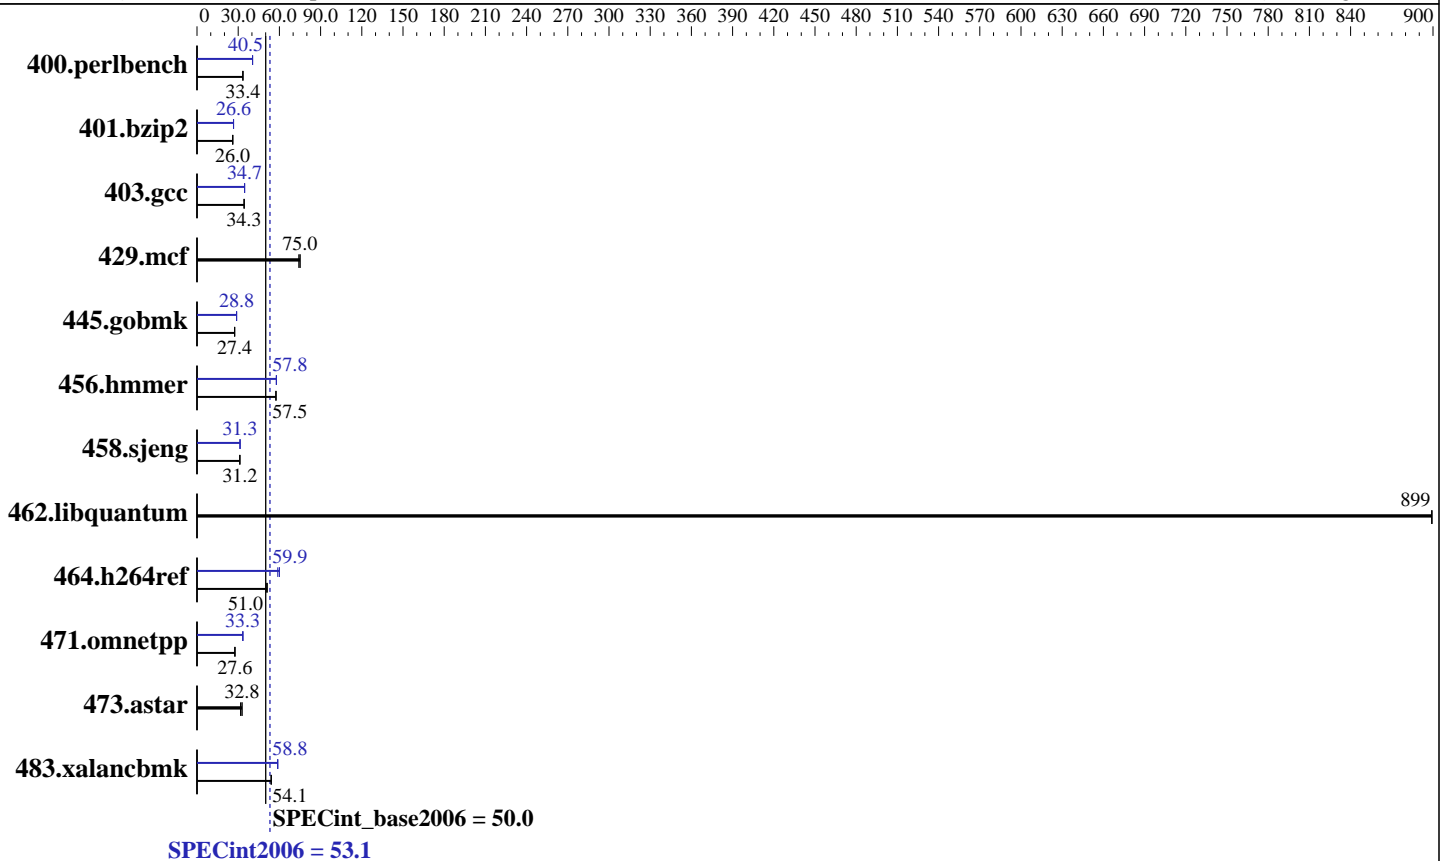 0 30.0 60.0 90.0 120 150 180 210 240 270 300 330 360 390 420 450 480 510 540 570 600 630 660 690 720 750 780 810 840 900
40.5
400.perlbench
33.4
26.6
401.bzip2
26.0
34.7
403.gcc
34.3
75.0
429.mcf
28.8
445.gobmk
27.4
57.8
456.hmmer
57.5
31.3
458.sjeng
31.2
899
462.libquantum
59.9
464.h264ref
51.0
33.3
471.omnetpp
27.6
32.8
473.astar
58.8
483.xalancbmk
54.1
SPECint_base2006 = 50.0
SPECint2006 = 53.1